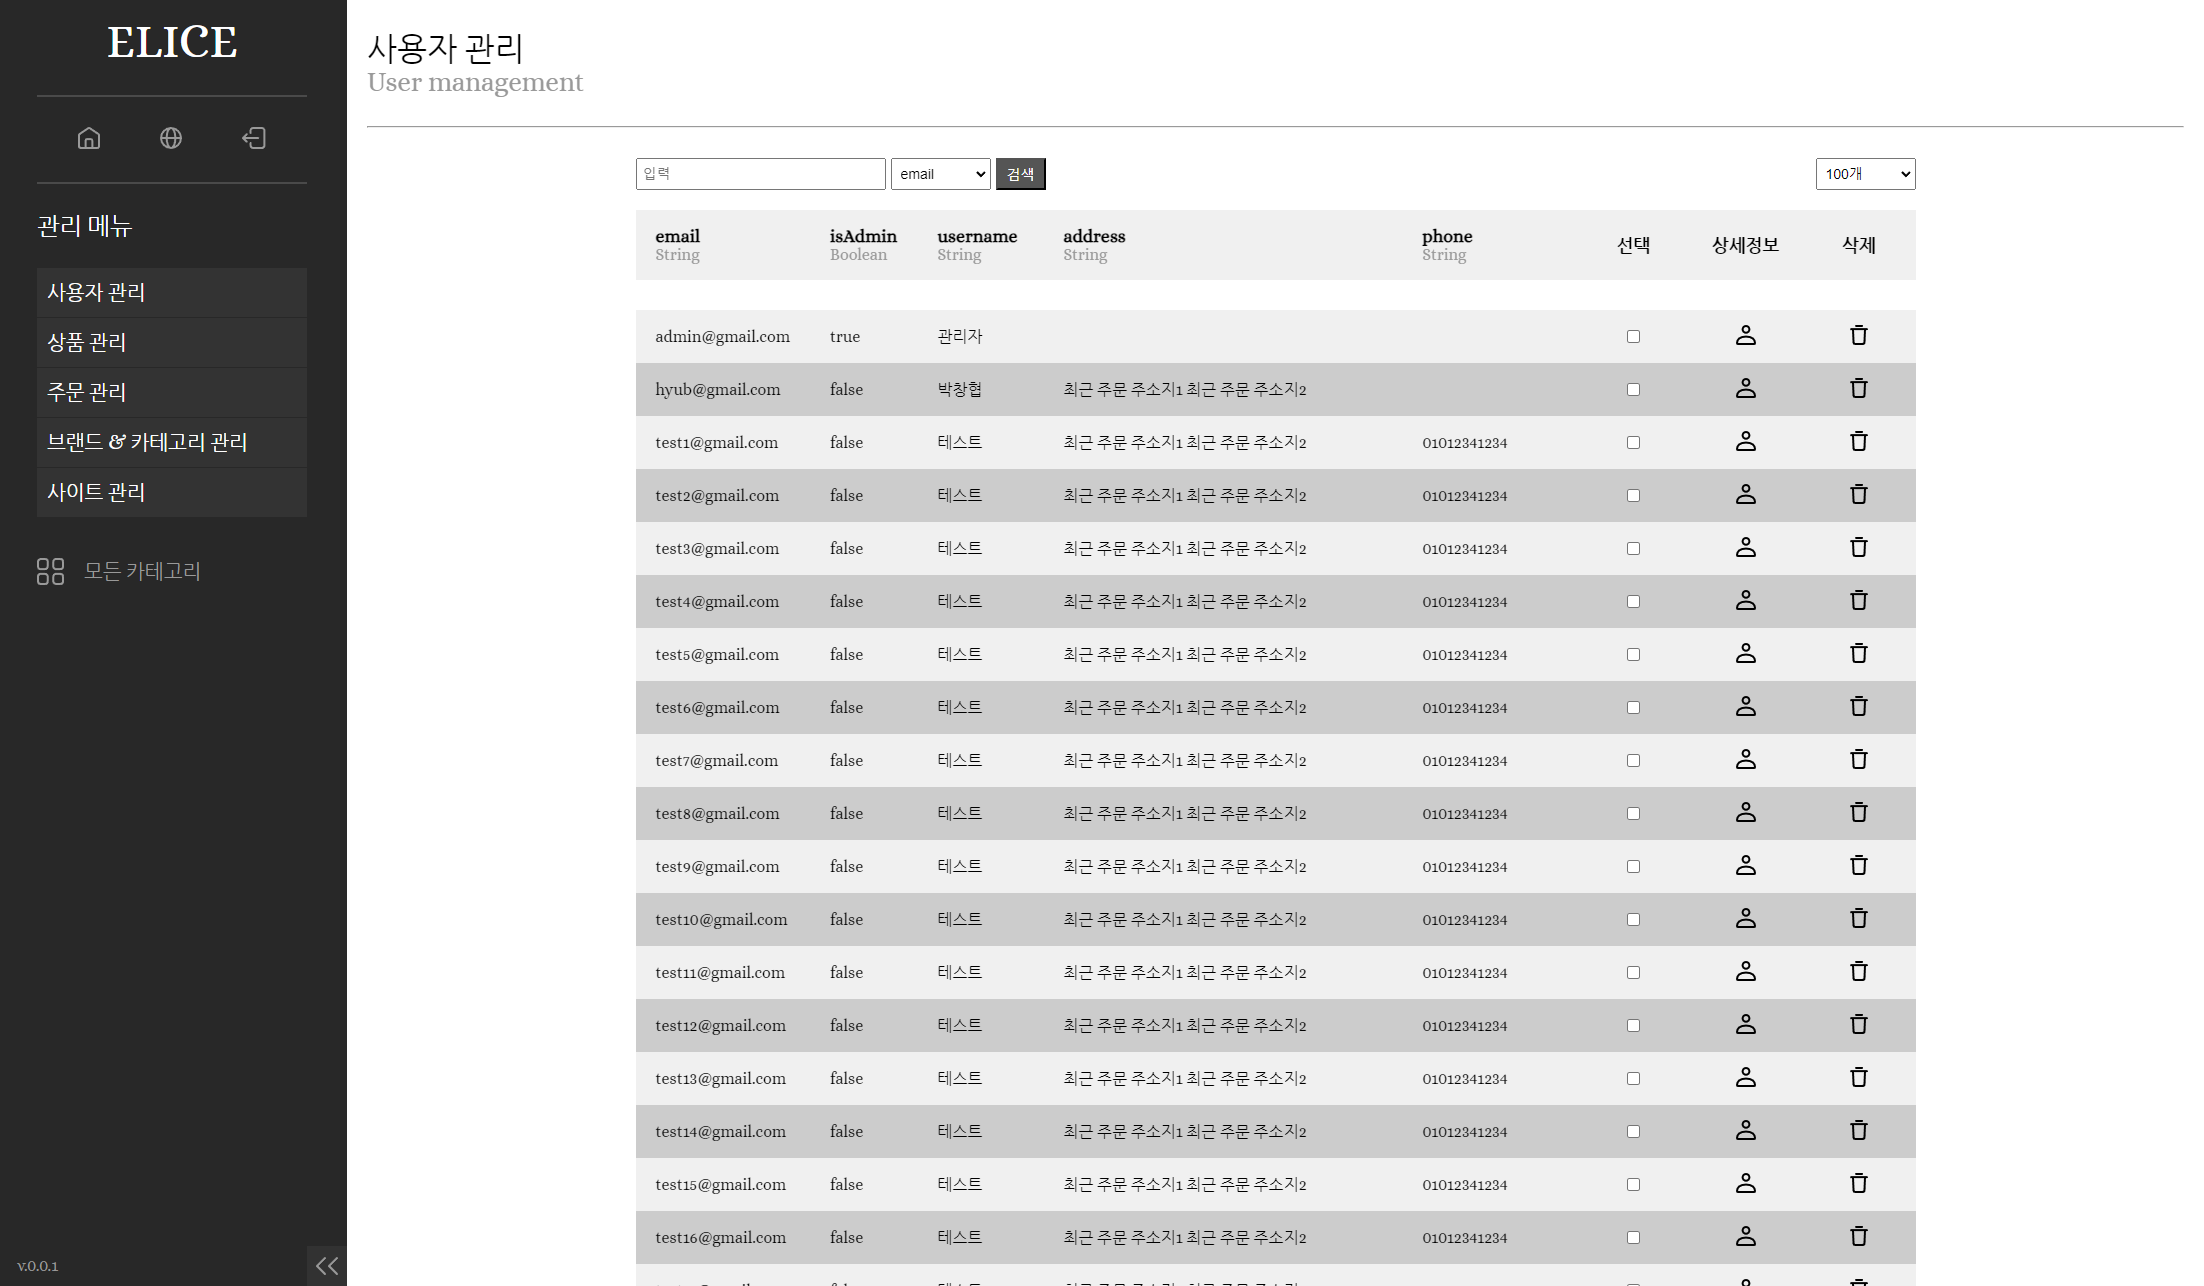 ELICE
관리 메뉴
사용자 관리
상품 관리
주문 관리
브랜드 & 카테고리 관리
사이트 관리
모든 카테고리
v.0.0.1
사용자 관리
User management
입력 email 검색 100개
email isAdmin username address phone 선택 상세정보 삭제
String Boolean String String String
admin@gmail.com true 관리자
hyub@gmail.com false 박창협 최근 주문 주소지1 최근 주문 주소지2
test1@gmail.com false 테스트 최근 주문 주소지1 최근 주문 주소지2 01012341234
test2@gmail.com false 테스트 최근 주문 주소지1 최근 주문 주소지2 01012341234
test3@gmail.com false 테스트 최근 주문 주소지1 최근 주문 주소지2 01012341234
test4@gmail.com false 테스트 최근 주문 주소지1 최근 주문 주소지2 01012341234
test5@gmail.com false 테스트 최근 주문 주소지1 최근 주문 주소지2 01012341234
test6@gmail.com false 테스트 최근 주문 주소지1 최근 주문 주소지2 01012341234
test7@gmail.com false 테스트 최근 주문 주소지1 최근 주문 주소지2 01012341234
test8@gmail.com false 테스트 최근 주문 주소지1 최근 주문 주소지2 01012341234
test9@gmail.com false 테스트 최근 주문 주소지1 최근 주문 주소지2 01012341234
test10@gmail.com false 테스트 최근 주문 주소지1 최근 주문 주소지2 01012341234
test11@gmail.com false 테스트 최근 주문 주소지1 최근 주문 주소지2 01012341234
test12@gmail.com false 테스트 최근 주문 주소지1 최근 주문 주소지2 01012341234
test13@gmail.com false 테스트 최근 주문 주소지1 최근 주문 주소지2 01012341234
test14@gmail.com false 테스트 최근 주문 주소지1 최근 주문 주소지2 01012341234
test15@gmail.com false 테스트 최근 주문 주소지1 최근 주문 주소지2 01012341234
test16@gmail.com false 테스트 최근 주문 주소지1 최근 주문 주소지2 01012341234